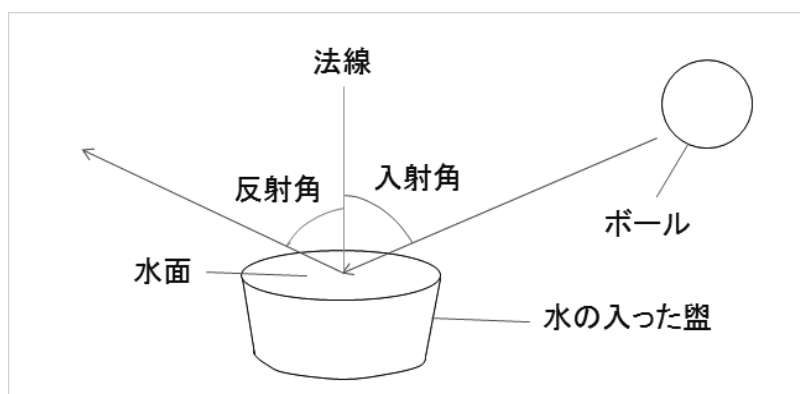 法線
反射角
入射角
ボール
水面
水の入った盥